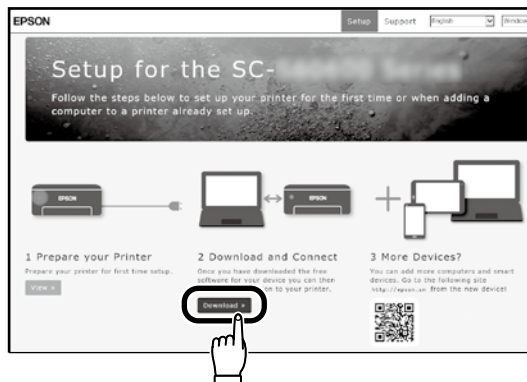 EPSON
Setup Support English Window
Setup for the SC-
Follow the steps below to set up your printer for the first time or when adding a
computer to a printer already set up.
EPSON
EPSON
1 Prepare your Printer
Prepare your printer for first time setup.
View >
2 Download and Connect
Once you have downloaded the free
software for your device you can then
on to your printer.
Download >
3 More Devices?
You can add more computers and smart
devices. Go to the following site
http://epson.sn from the new device!